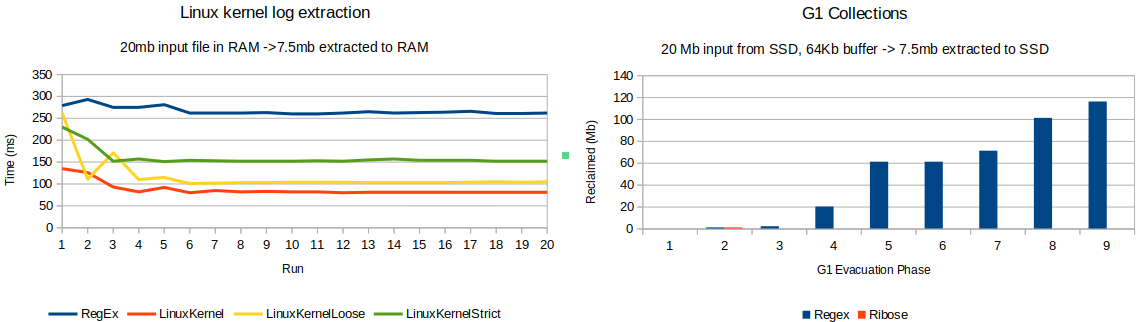 Linux kernel log extraction
20mb input file in RAM ->7.5mb extracted to RAM
350
300
250
200
150
100
50
0
Time (ms)
1 2 3 4 5 6 7 8 9 10 11 12 13 14 15 16 17 18 19 20
Run
RegEx LinuxKernel LinuxKernelLoose LinuxKernelStrict
G1 Collections
20 Mb input from SSD, 64Kb buffer -> 7.5mb extracted to SSD
140
120
100
80
60
40
20
0
Reclaimed (Mb)
1 2 3 4 5 6 7 8 9
G1 Evacuation Phase
Regex Ribose